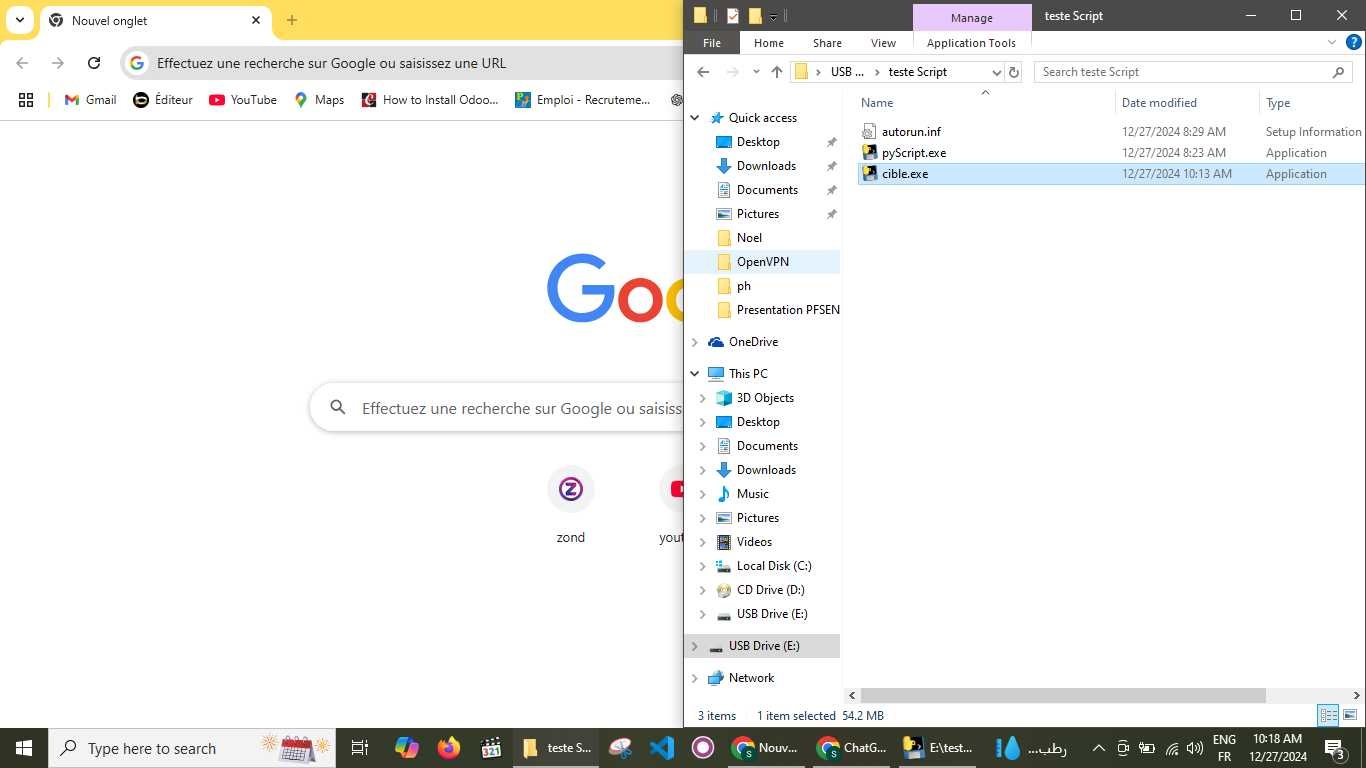 Nouvel onglet
Effectuez une recherche sur Google ou saisissez une URL
Gmail
Éditeur
YouTube
Maps
How to Install Odoo...
Emploi - Recruteme...
Goo
Effectuez une recherche sur Google ou saisiss
zond
yout
Manage
teste Script
File
Home
Share
View
Application Tools
USB ...
teste Script
Search teste Script
Name
Date modified
Type
autorun.inf
12/27/2024 8:29 AM
Setup Information
pyScript.exe
12/27/2024 8:23 AM
Application
cible.exe
12/27/2024 10:13 AM
Application
Quick access
Desktop
Downloads
Documents
Pictures
Noel
OpenVPN
ph
Presentation PFSEN
OneDrive
This PC
3D Objects
Desktop
Documents
Downloads
Music
Pictures
Videos
Local Disk (C:)
CD Drive (D:)
USB Drive (E:)
USB Drive (E:)
Network
3 items
1 item selected 54.2 MB
Type here to search
321
teste S...
Nouv...
ChatG...
E:\test...
رطب...
ENG
FR
10:18 AM
12/27/2024
3